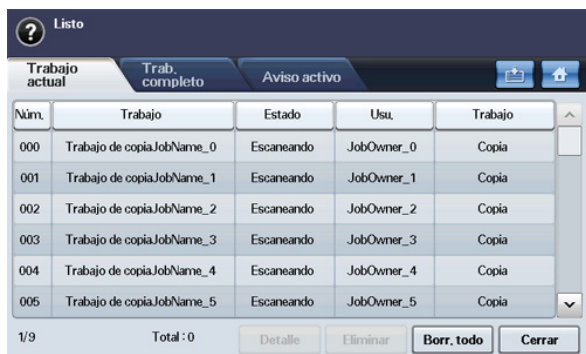 Listo
Trabajo actual
Trab. completo
Aviso activo
Núm. Trabajo Estado Usu. Trabajo
000 Trabajo de copiaJobName_0 Escaneando JobOwner_0 Copia
001 Trabajo de copiaJobName_1 Escaneando JobOwner_1 Copia
002 Trabajo de copiaJobName_2 Escaneando JobOwner_2 Copia
003 Trabajo de copiaJobName_3 Escaneando JobOwner_3 Copia
004 Trabajo de copiaJobName_4 Escaneando JobOwner_4 Copia
005 Trabajo de copiaJobName_5 Escaneando JobOwner_5 Copia
1/9 Total : 0 Detalle Eliminar Borr. todo Cerrar